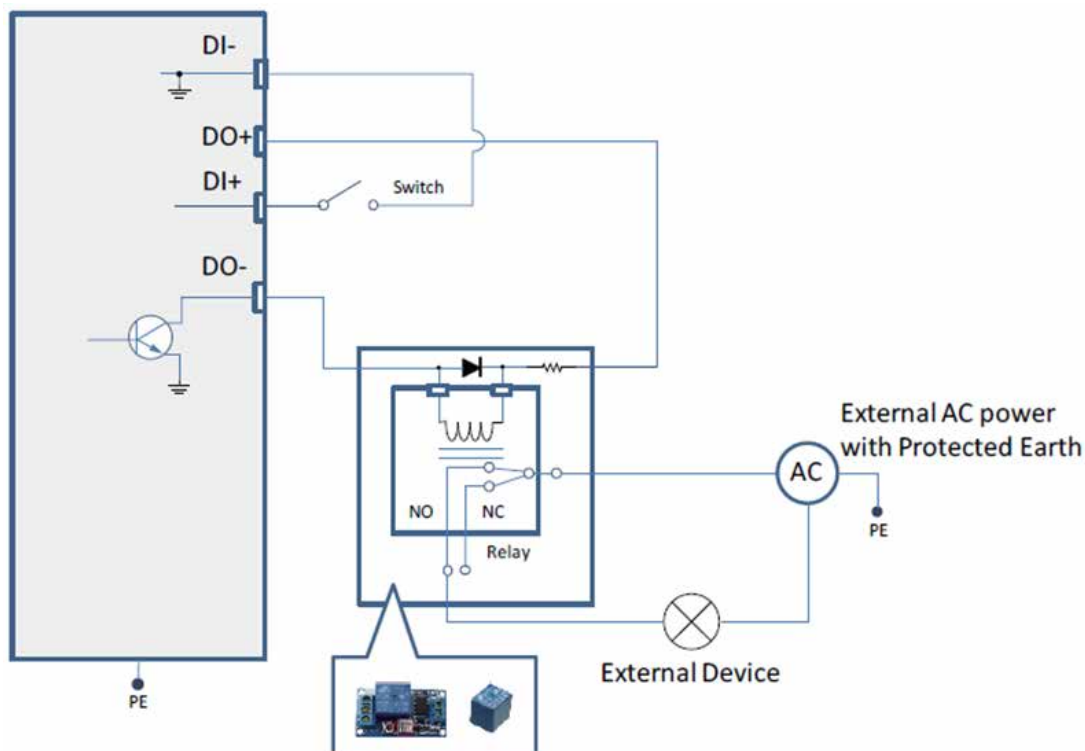 DI-
DO+
DI+
Switch
DO-
External AC power
with Protected Earth
AC
NO
NC
PE
Relay
External Device
PE